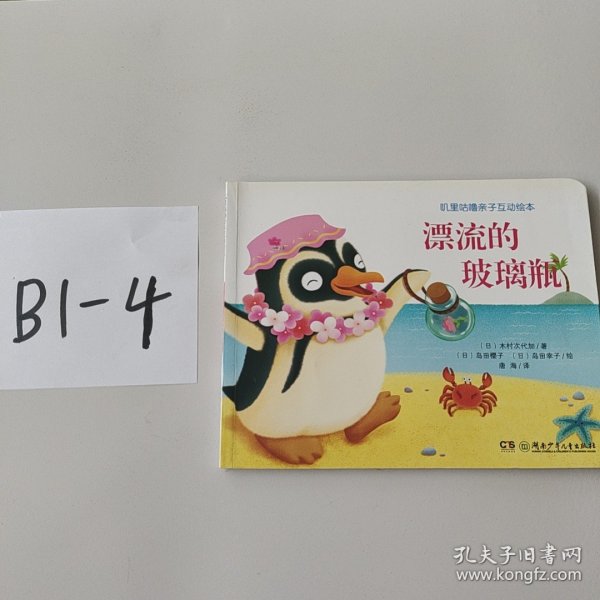 B1-4
叽里咕噜亲子互动绘本
漂流的
玻璃瓶
（日）木村次代加/著
（日）岛田樱子 （日）岛田幸子/绘
唐 海/译
湖南少年儿童出版社
孔夫子旧书网
www.kongfz.com